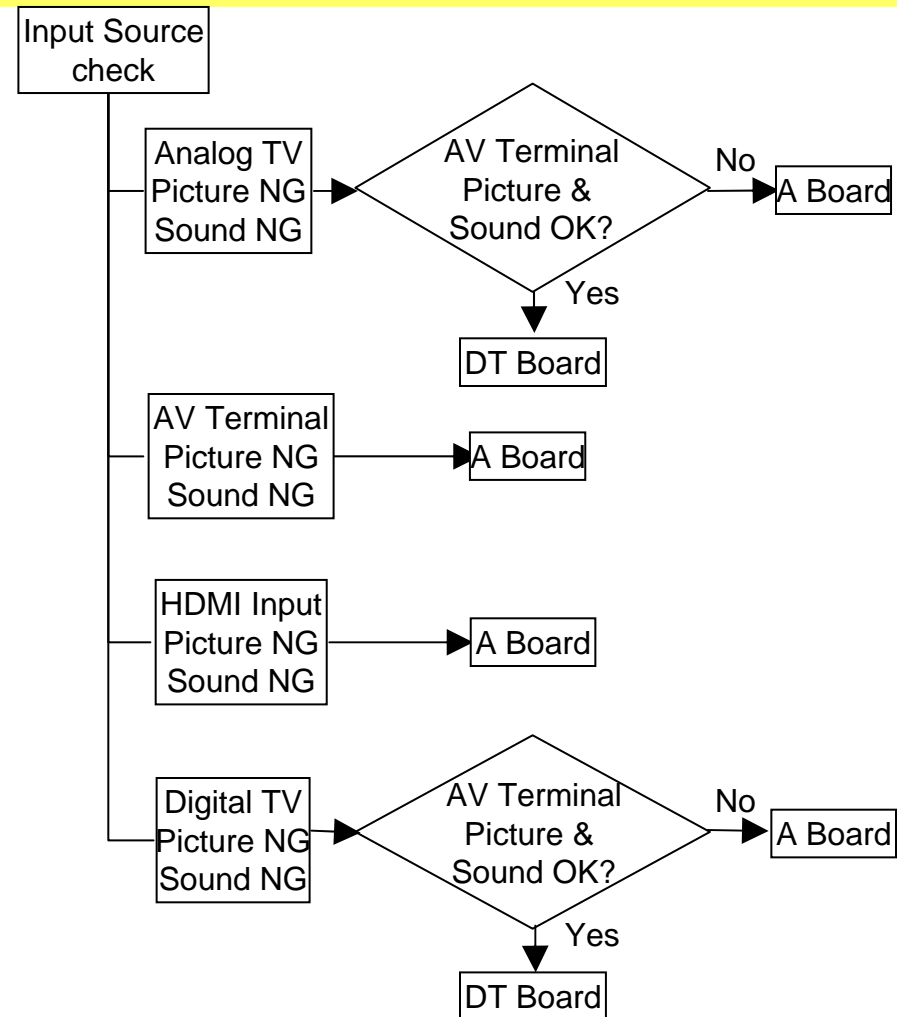 Input Source
check
Analog TV
Picture NG
Sound NG
AV Terminal
Picture &
Sound OK?
No
A Board
Yes
DT Board
AV Terminal
Picture NG
Sound NG
A Board
HDMI Input
Picture NG
Sound NG
A Board
Digital TV
Picture NG
Sound NG
AV Terminal
Picture &
Sound OK?
No
A Board
Yes
DT Board